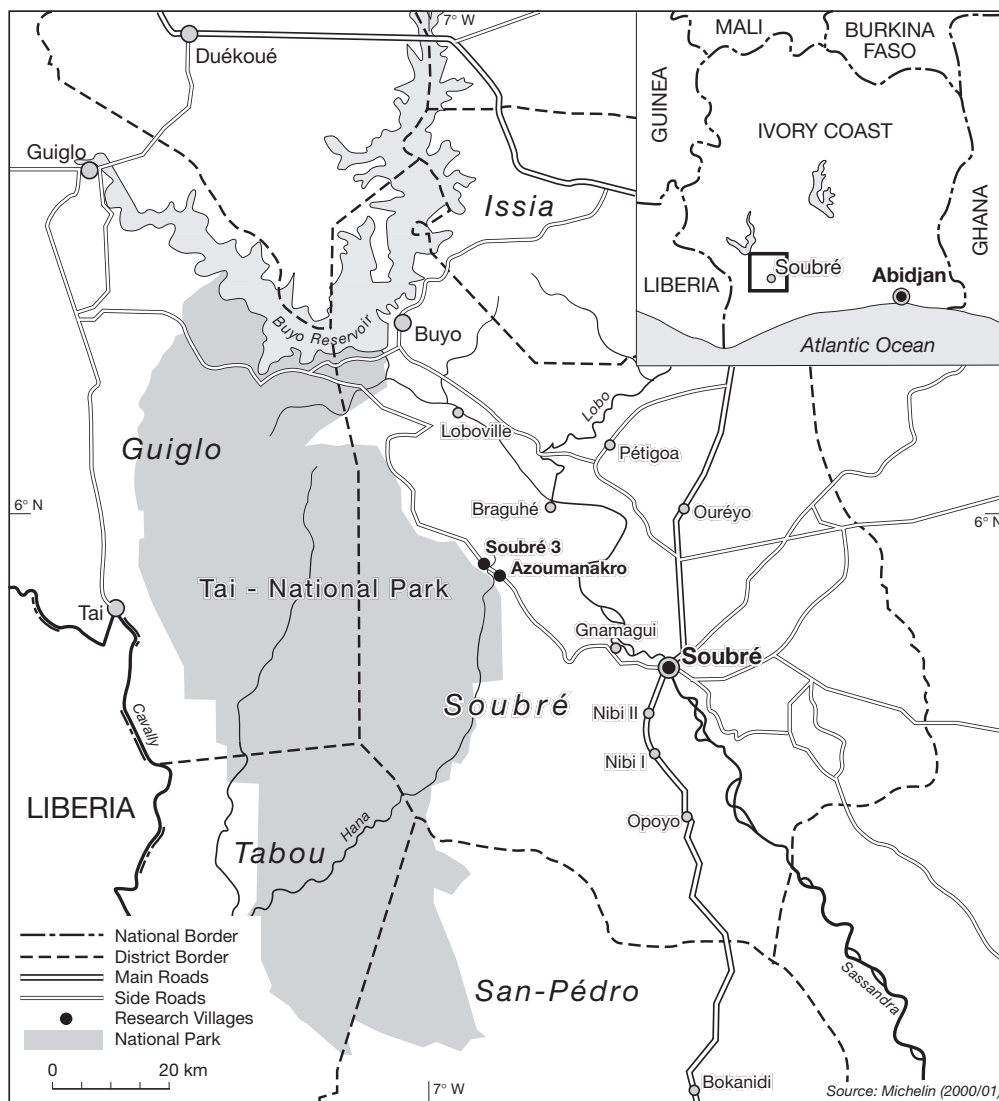 7° W
Duékoué
Guiglo
Issia
Buyo Reservoir
Buyo
Lobo
Loboville
Pétigoa
Guiglo
6° N
Braguhé
Ouréyo
6° N
Soubré 3
Azoumanakro
Tai - National Park
Tai
Gnamagui
Soubré
Soubré
Nibi II
Cavally
Nibi I
LIBERIA
Opoyo
Hana
Tabou
Sassandra
San-Pédro
Bokanidi
7° W
MALI
BURKINA
FASO
GUINEA
IVORY COAST
GHANA
LIBERIA
Soubré
Abidjan
Atlantic Ocean
National Border
District Border
Main Roads
Side Roads
Research Villages
National Park
0 20 km
Source: Michelin (2000/01)